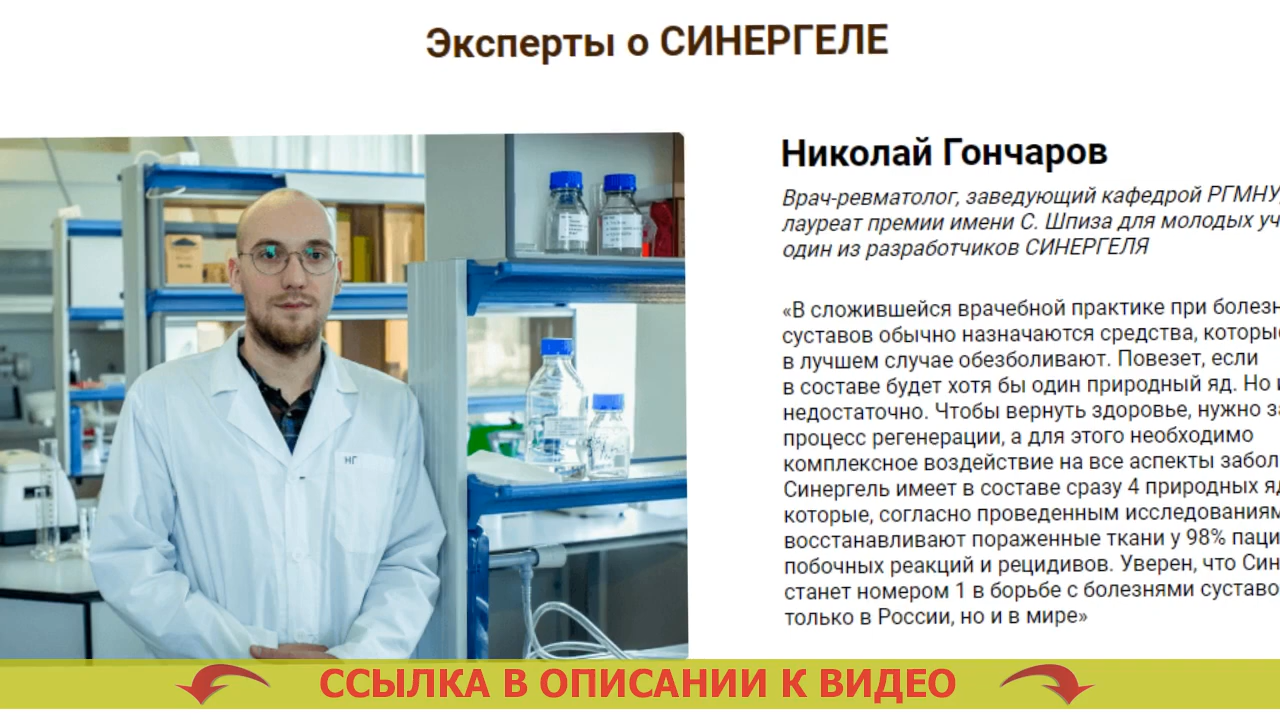 Эксперты о СИНЕРГЕЛЕ
Николай Гончаров
Врач-ревматолог, заведующий кафедрой РГМНУ,
лауреат премии имени С. Шпиза для молодых
один из разработчиков СИНЕРГЕЛЯ
«В сложившейся врачебной практике при
суставов обычно назначаются средства,
в лучшем случае обезболивают. Повезет, если
в составе будет хотя бы один природный яд. Но
недостаточно. Чтобы вернуть здоровье, нужно
процесс регенерации, а для этого необходимо
комплексное воздействие на все аспекты
Синергель имеет в составе сразу 4 природных
которые, согласно проведенным исследованиям
восстанавливают пораженные ткани у 98%
побочных реакций и рецидивов. Уверен, что
станет номером 1 в борьбе с болезнями
только в России, но и в мире»
НГ
ССЫЛКА В ОПИСАНИИ К ВИДЕО